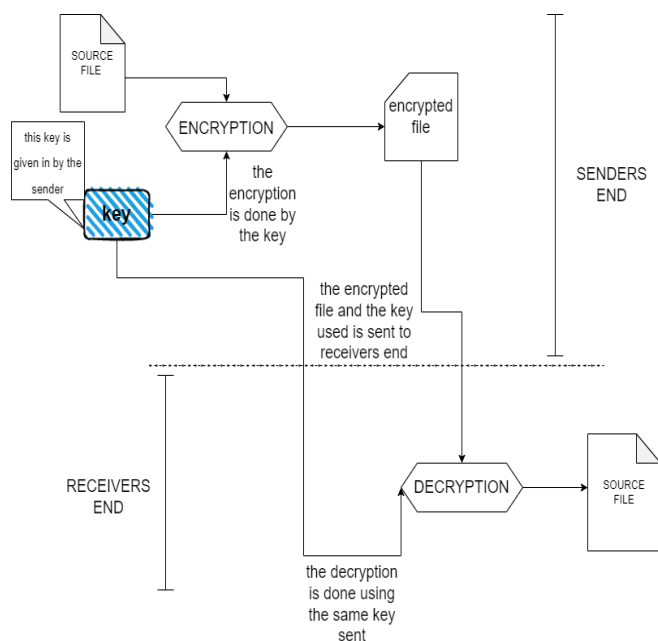 SOURCE
FILE
ENCRYPTION
encrypted
file
this key is
given in by the
sender
key
the
encryption
is done by
the key
SENDERS
END
the encrypted
file and the key
used is sent to
receivers end
RECEIVERS
END
DECRYPTION
SOURCE
FILE
the decryption
is done using
the same key
sent